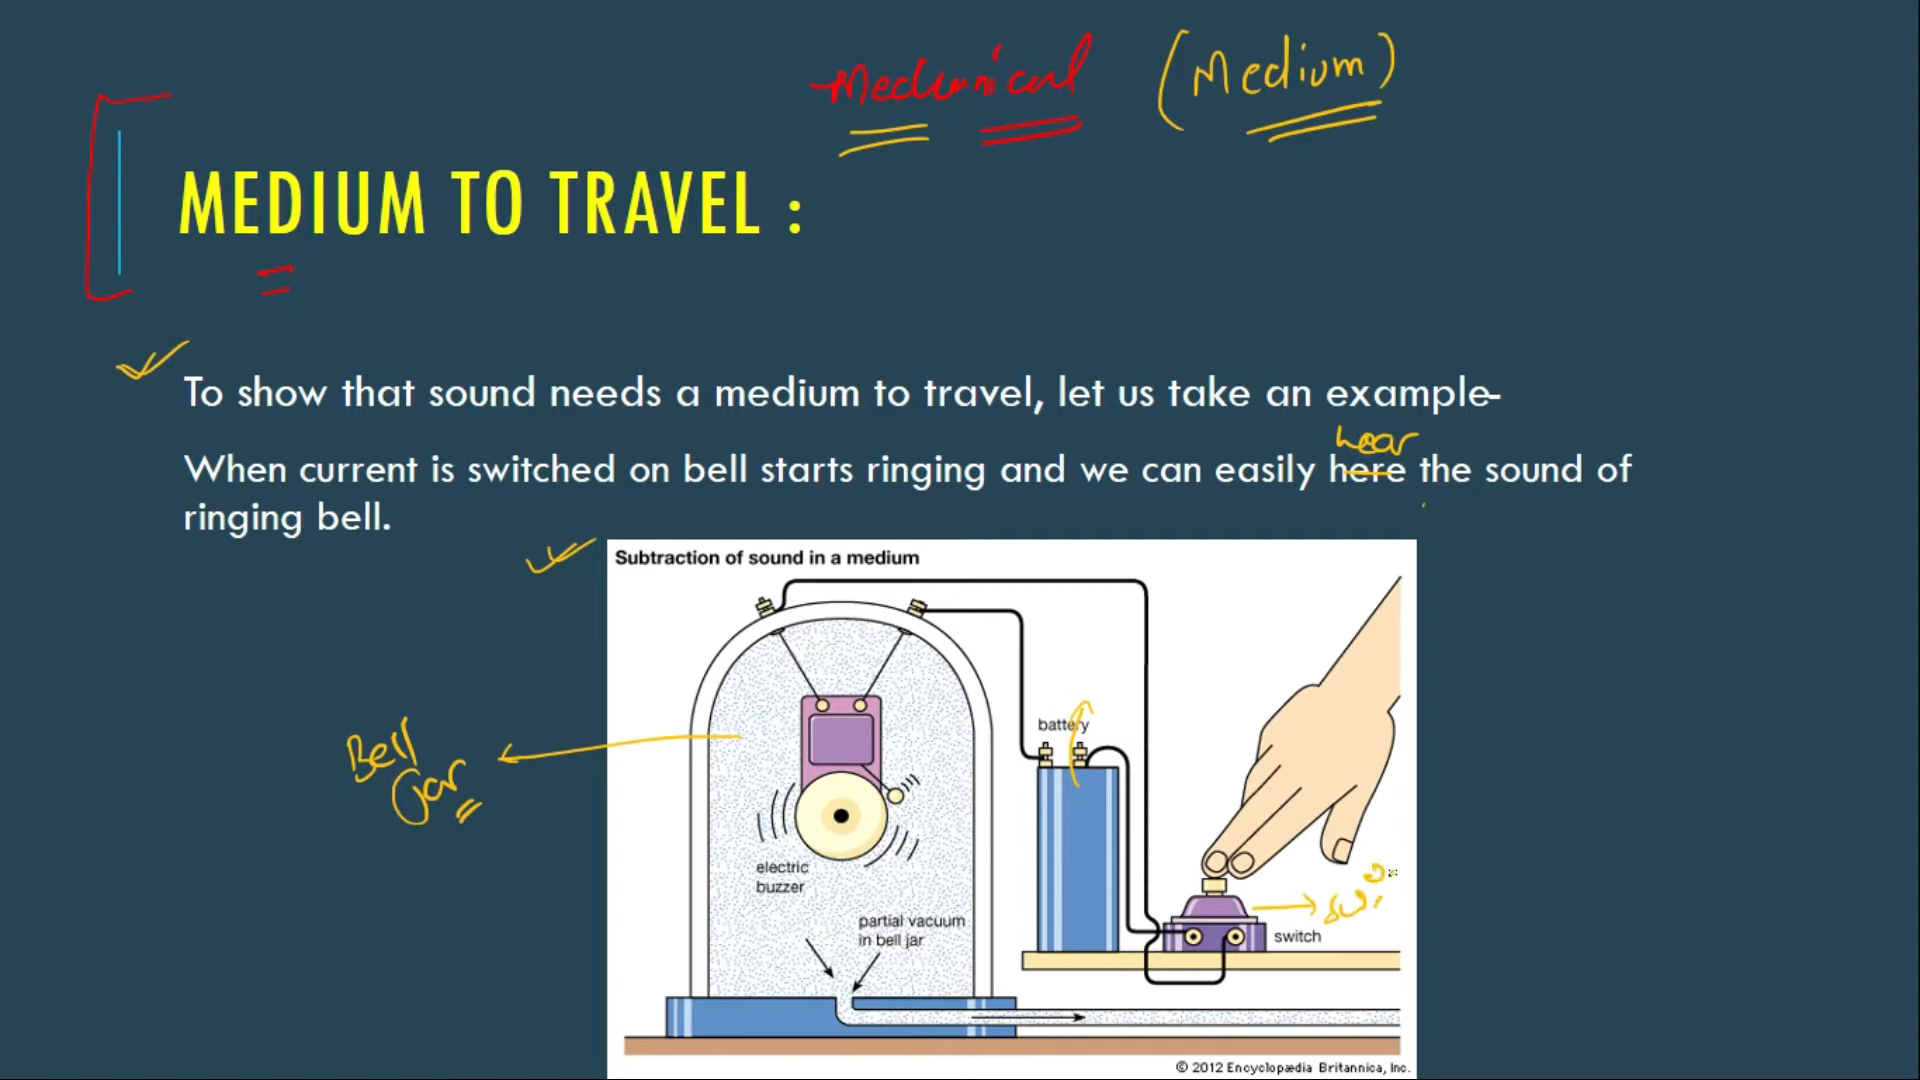 Mechanical (Medium)
MEDIUM TO TRAVEL :
To show that sound needs a medium to travel, let us take an example-
hear
When current is switched on bell starts ringing and we can easily here the sound of
ringing bell.
Subtraction of sound in a medium
battery
Bell
Jar
electric
buzzer
partial vacuum
in bell jar
switch
© 2012 Encyclopædia Britannica, Inc.